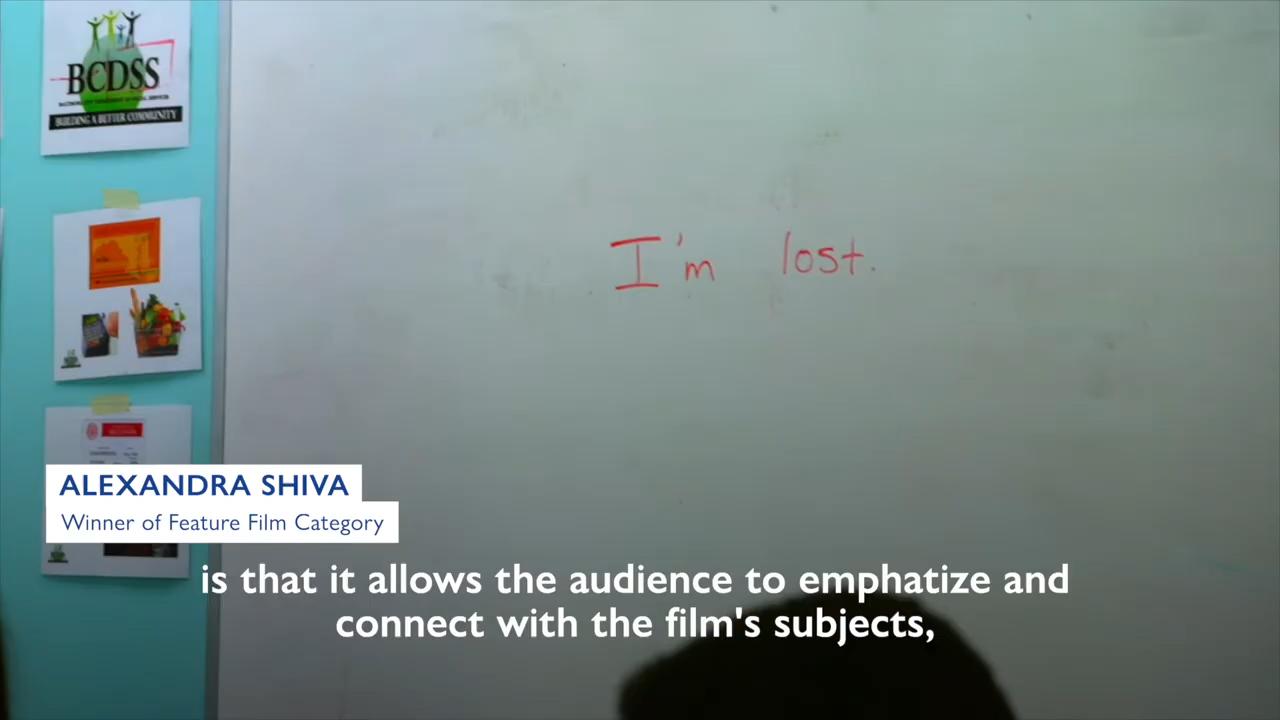 BCDSS
BUILDING A BETTER COMMUNITY
I'm lost.
ALEXANDRA SHIVA
Winner of Feature Film Category
is that it allows the audience to emphatize and
connect with the film's subjects,